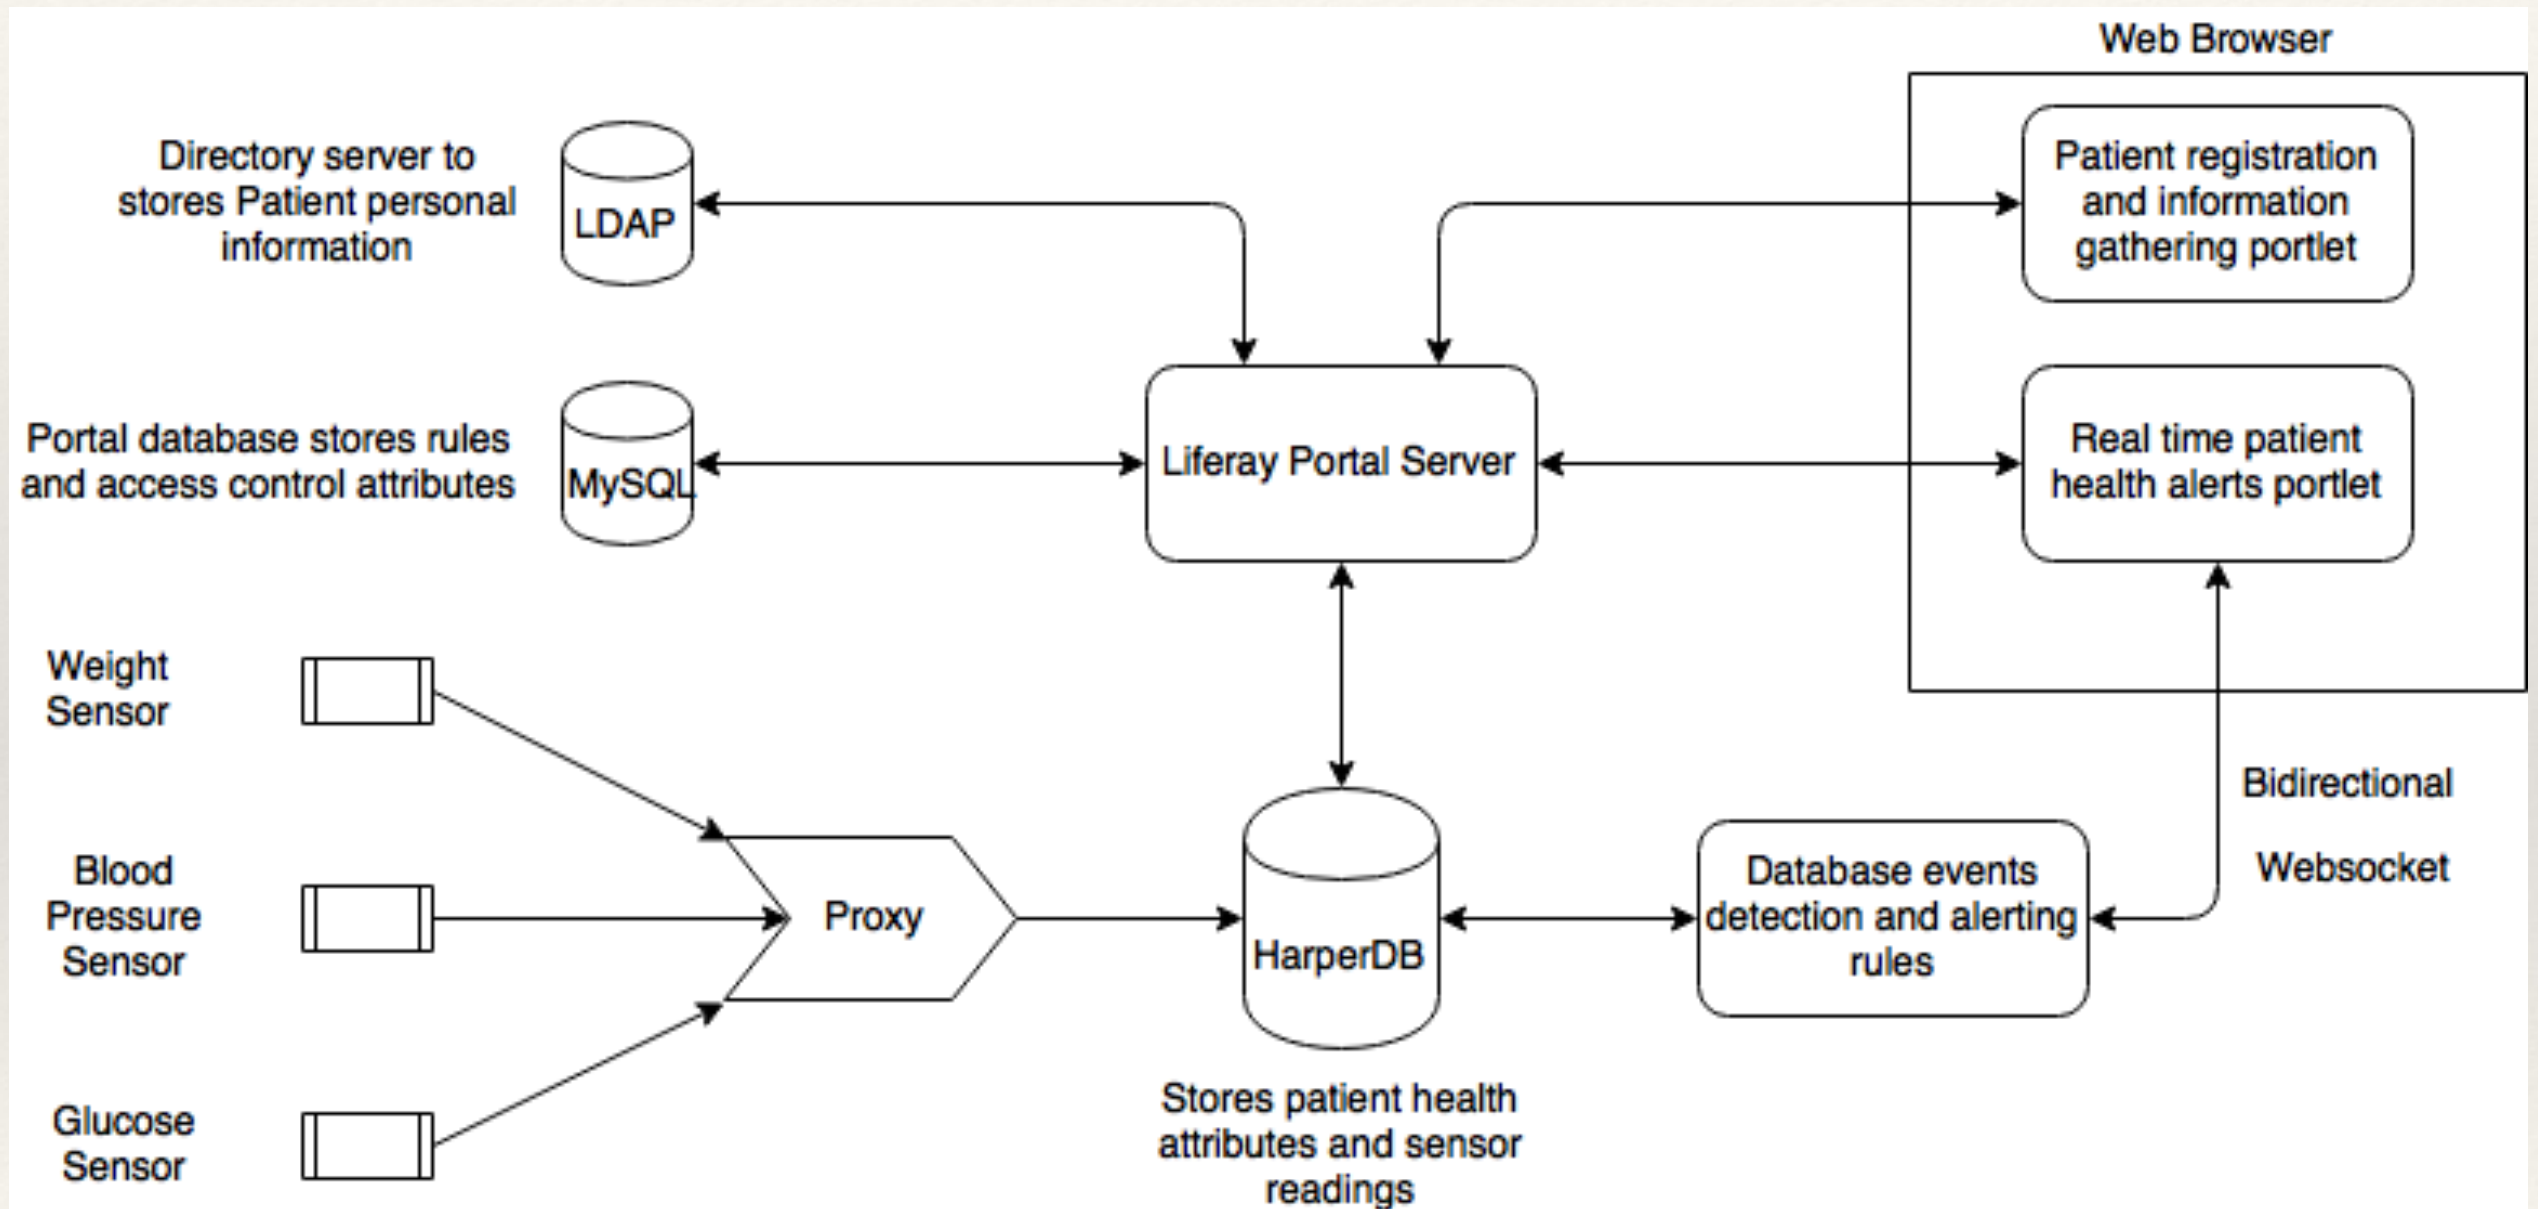 Web Browser
Directory server to
stores Patient personal
information
LDAP
Patient registration
and information
gathering portlet
Portal database stores rules
and access control attributes
MySQL
Liferay Portal Server
Real time patient
health alerts portlet
Weight
Sensor
Blood
Pressure
Sensor
Glucose
Sensor
Proxy
HarperDB
Stores patient health
attributes and sensor
readings
Database events
detection and alerting
rules
Bidirectional
Websocket